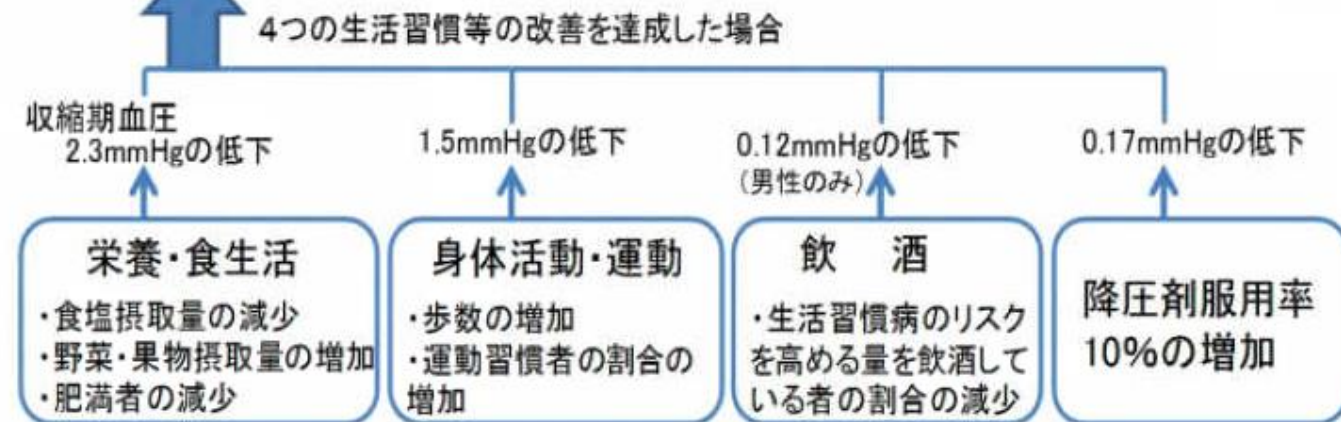 4つの生活習慣等の改善を達成した場合
収縮期血圧
2.3mmHgの低下
1.5mmHgの低下
0.12mmHgの低下
(男性のみ)
0.17mmHgの低下
栄養・食生活
・食塩摂取量の減少
・野菜・果物摂取量の増加
・肥満者の減少
身体活動・運動
・歩数の増加
・運動習慣者の割合の
増加
飲 酒
・生活習慣病のリスク
を高める量を飲酒して
いる者の割合の減少
降圧剤服用率
10%の増加